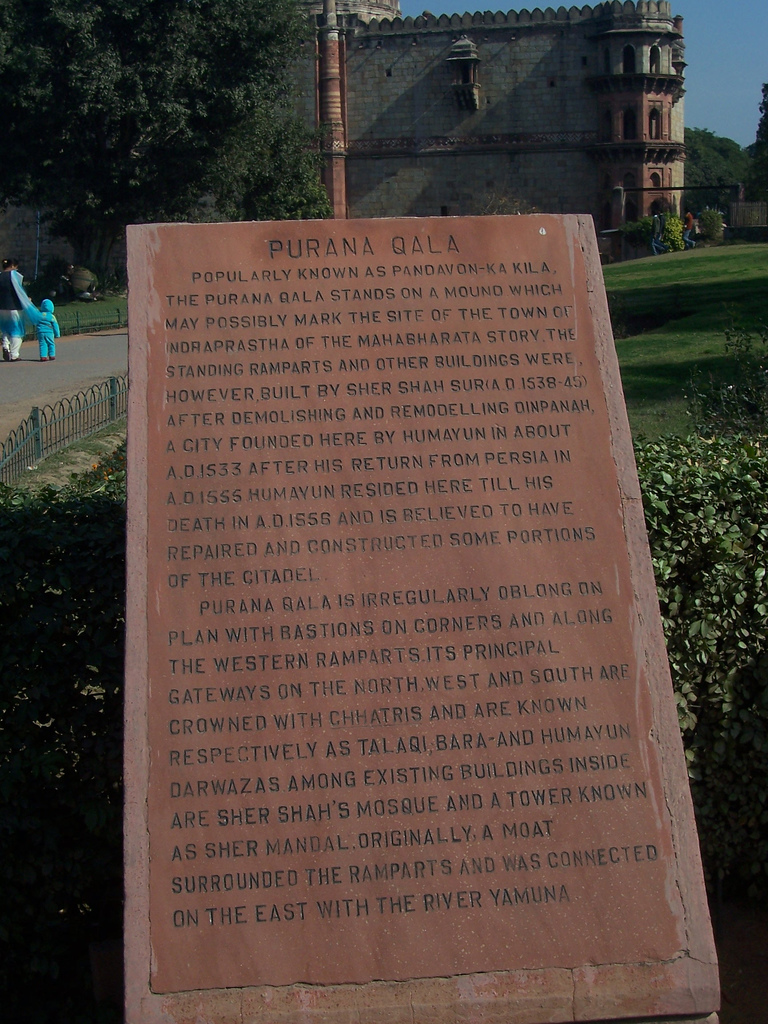 PURANA QALA
POPULARLY KNOWN AS PANDAVON-KA KILA,
THE PURANA QALA STANDS ON A MOUND WHICH
MAY POSSIBLY MARK THE SITE OF THE TOWN OF
INDRAPRASTHA OF THE MAHABHARATA STORY. THE
STANDING RAMPARTS AND OTHER BUILDINGS WERE,
HOWEVER, BUILT BY SHER SHAH SUR(A.D. 1538-45)
AFTER DEMOLISHING AND REMODELLING DINPANAH,
A CITY FOUNDED HERE BY HUMAYUN IN ABOUT
A.D.1533 AFTER HIS RETURN FROM PERSIA IN
A.D.1555 HUMAYUN RESIDED HERE TILL HIS
DEATH IN A.D.1556 AND IS BELIEVED TO HAVE
REPAIRED AND CONSTRUCTED SOME PORTIONS
OF THE CITADEL.
PURANA QALA IS IRREGULARLY OBLONG ON
PLAN WITH BASTIONS ON CORNERS AND ALONG
THE WESTERN RAMPARTS. ITS PRINCIPAL
GATEWAYS ON THE NORTH, WEST AND SOUTH ARE
CROWNED WITH CHHATRIS AND ARE KNOWN
RESPECTIVELY AS TALAQI, BARA-AND HUMAYUN
DARWAZAS AMONG EXISTING BUILDINGS INSIDE
ARE SHER SHAH'S MOSQUE AND A TOWER KNOWN
AS SHER MANDAL. ORIGINALLY, A MOAT
SURROUNDED THE RAMPARTS AND WAS CONNECTED
ON THE EAST WITH THE RIVER YAMUNA